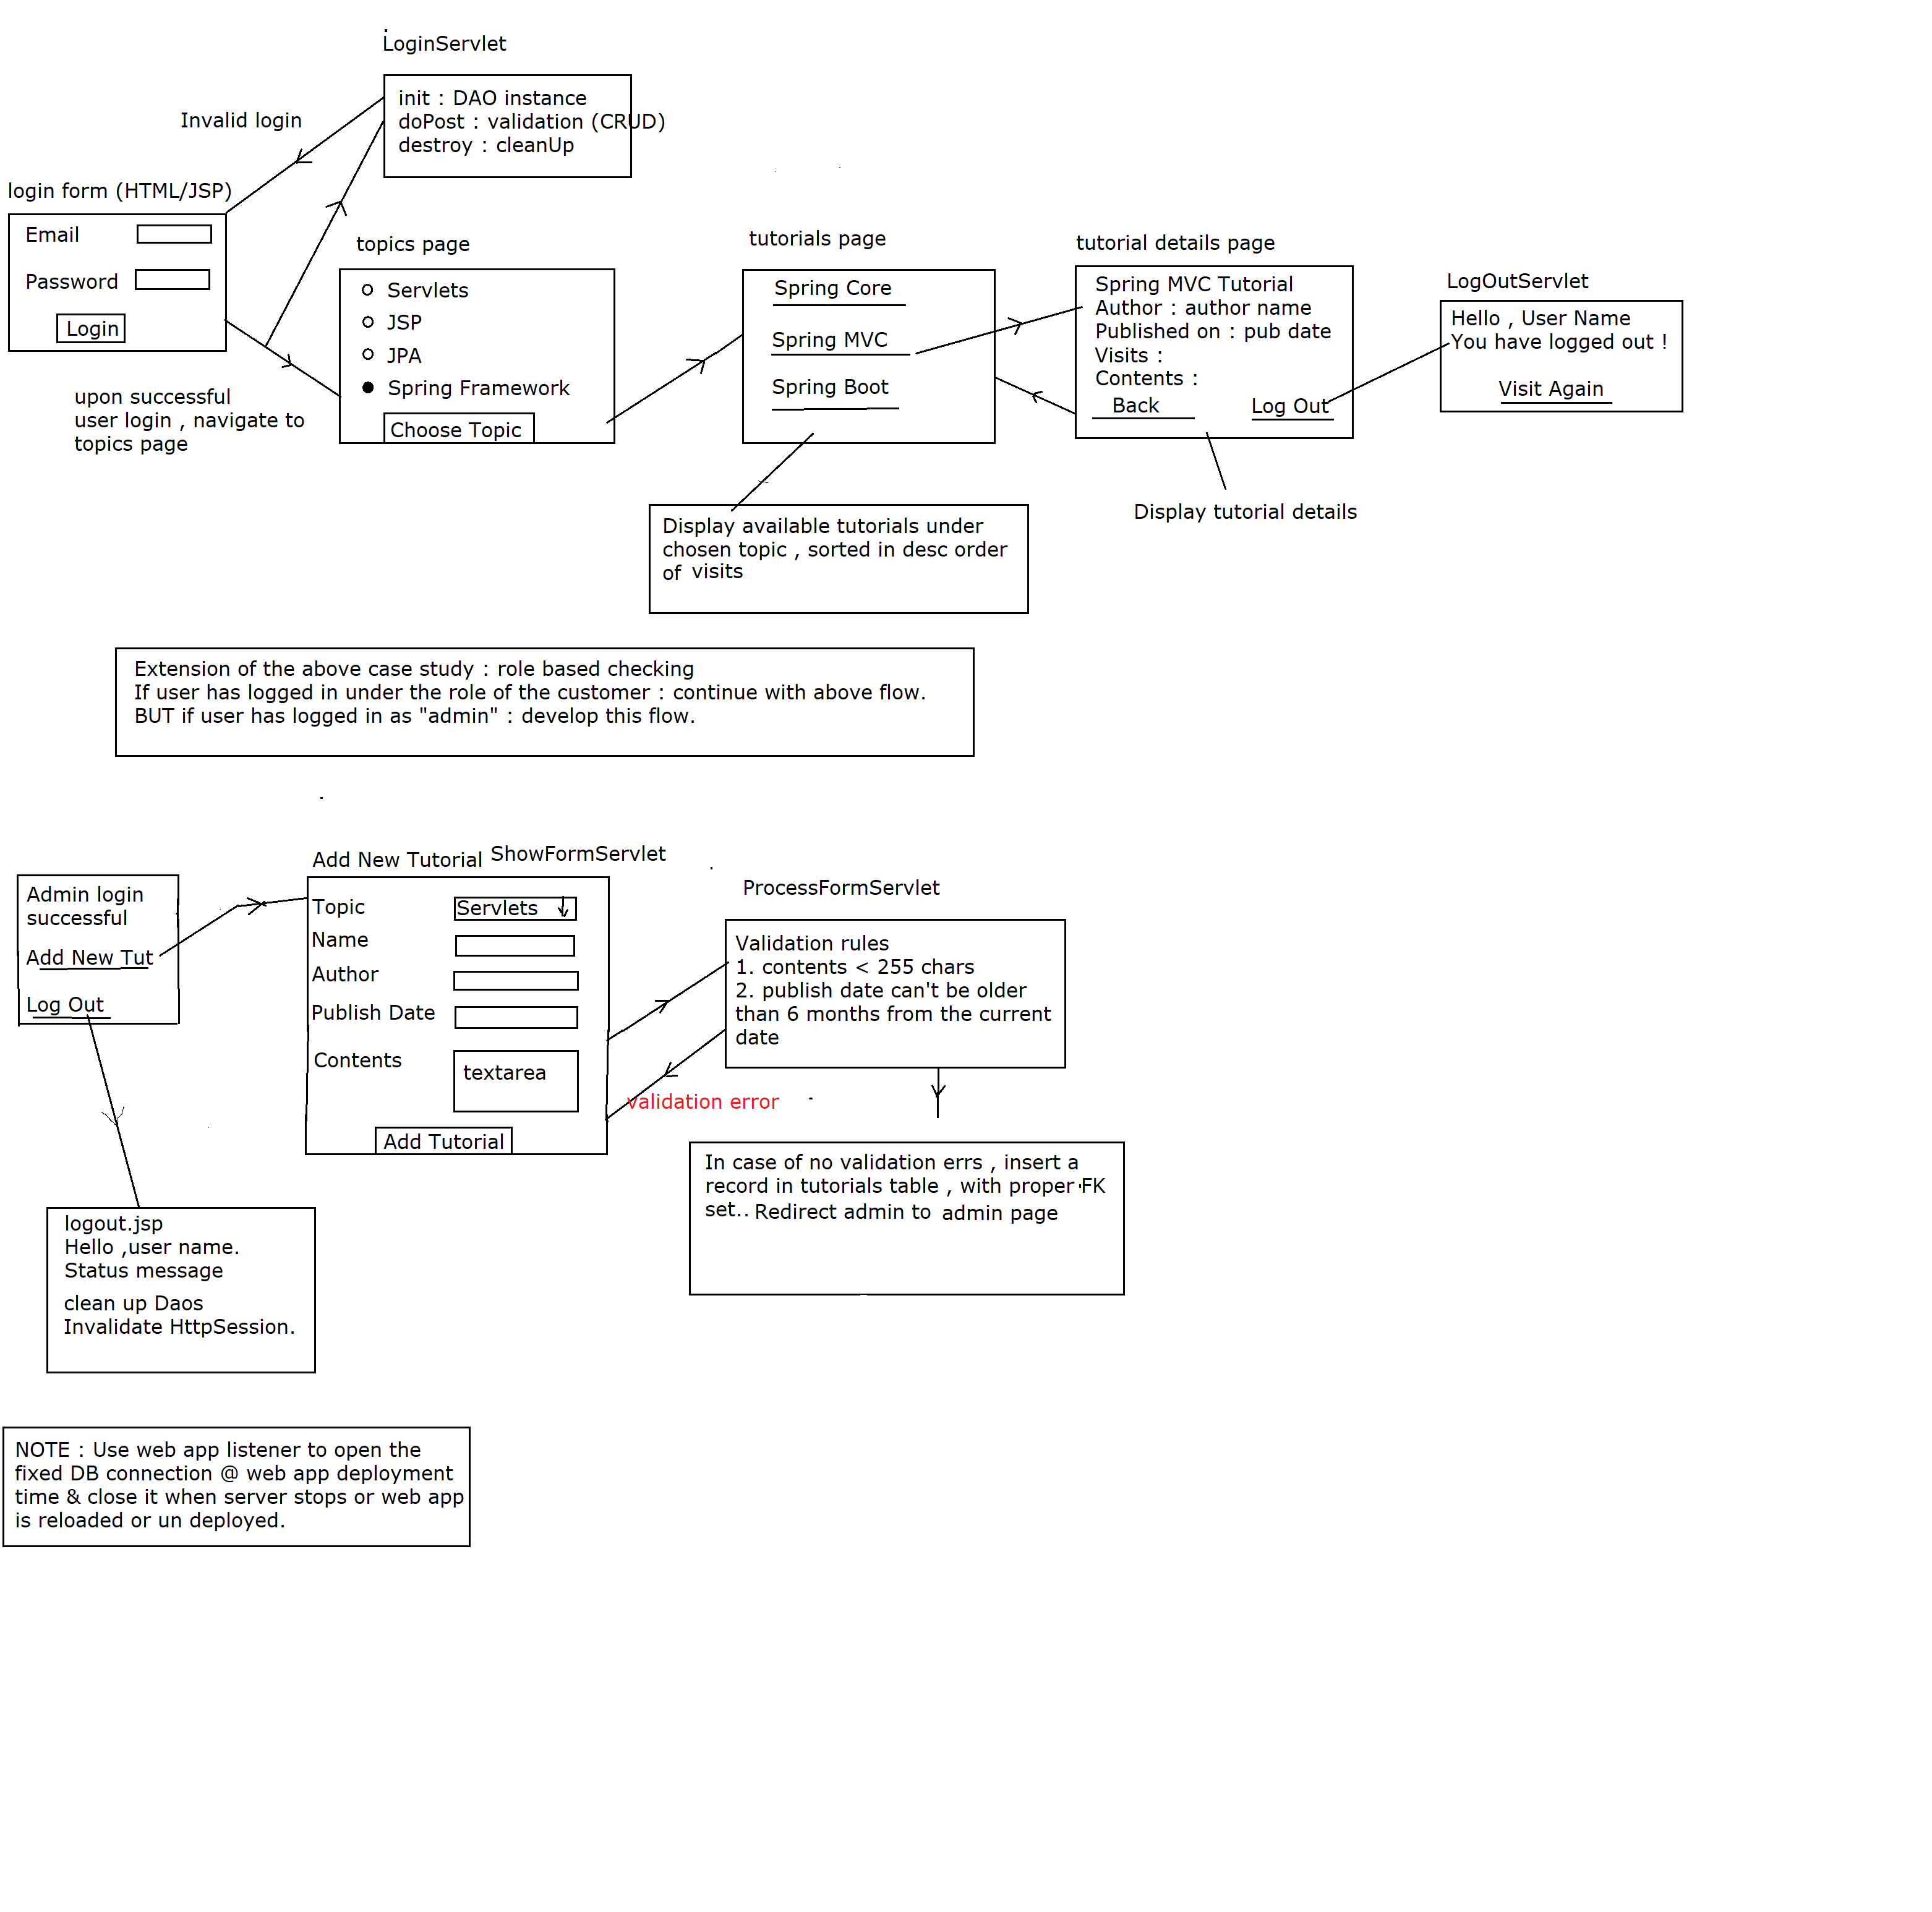 LoginServlet
init : DAO instance
doPost : validation (CRUD)
destroy : cleanUp
Invalid login
login form (HTML/JSP)
Email
Password
Login
upon successful
user login , navigate to
topics page
topics page
Servlets
JSP
JPA
Spring Framework
Choose Topic
tutorials page
Spring Core
Spring MVC
Spring Boot
Display available tutorials under
chosen topic , sorted in desc order
of visits
tutorial details page
Spring MVC Tutorial
Author : author name
Published on : pub date
Visits :
Contents :
Back Log Out
Display tutorial details
LogOutServlet
Hello , User Name
You have logged out !
Visit Again
Extension of the above case study : role based checking
If user has logged in under the role of the customer : continue with above flow.
BUT if user has logged in as "admin" : develop this flow.
Admin login
successful
Add New Tut
Log Out
Add New Tutorial ShowFormServlet
Topic Servlets
Name
Author
Publish Date
Contents textarea
Add Tutorial
ProcessFormServlet
Validation rules
1. contents < 255 chars
2. publish date can't be older
than 6 months from the current
date
validation error
In case of no validation errs , insert a
record in tutorials table , with proper FK
set.. Redirect admin to admin page
logout.jsp
Hello ,user name.
Status message
clean up Daos
Invalidate HttpSession.
NOTE : Use web app listener to open the
fixed DB connection @ web app deployment
time & close it when server stops or web app
is reloaded or un deployed.